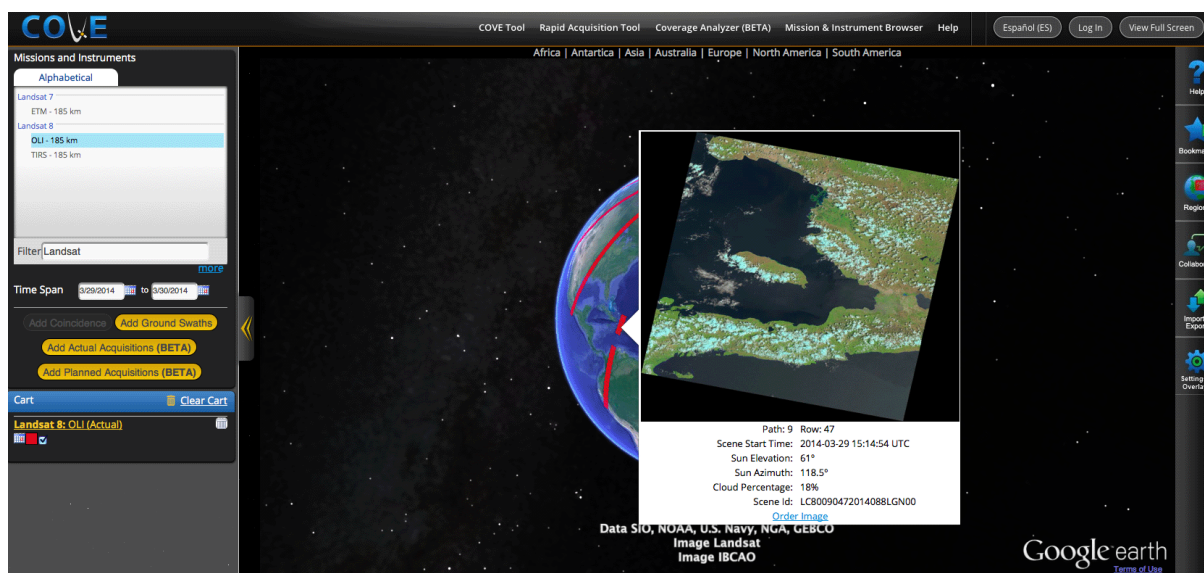 COVE
COVE Tool Rapid Acquisition Tool Coverage Analyzer (BETA) Mission & Instrument Browser Help Español (ES) Log In View Full Screen
Africa | Antartica | Asia | Australia | Europe | North America | South America
Missions and Instruments
Alphabetical
Landsat 7
ETM - 185 km
Landsat 8
OLI - 185 km
TIRS - 185 km
Filter Landsat
more
Time Span 3/29/2014 to 3/30/2014
Add Coincidence Add Ground Swaths
Add Actual Acquisitions (BETA)
Add Planned Acquisitions (BETA)
Cart Clear Cart
Landsat 8: OLI (Actual)
Path: 9 Row: 47
Scene Start Time: 2014-03-29 15:14:54 UTC
Sun Elevation: 61°
Sun Azimuth: 118.5°
Cloud Percentage: 18%
Scene Id: LC80090472014088LGN00
Order Image
Data SIO, NOAA, U.S. Navy, NGA, GEBCO
Image Landsat
Image IBCAO
Google earth
Terms of Use
Help
Bookma
Region
Collabo
Import
Expo
Setting
Overla